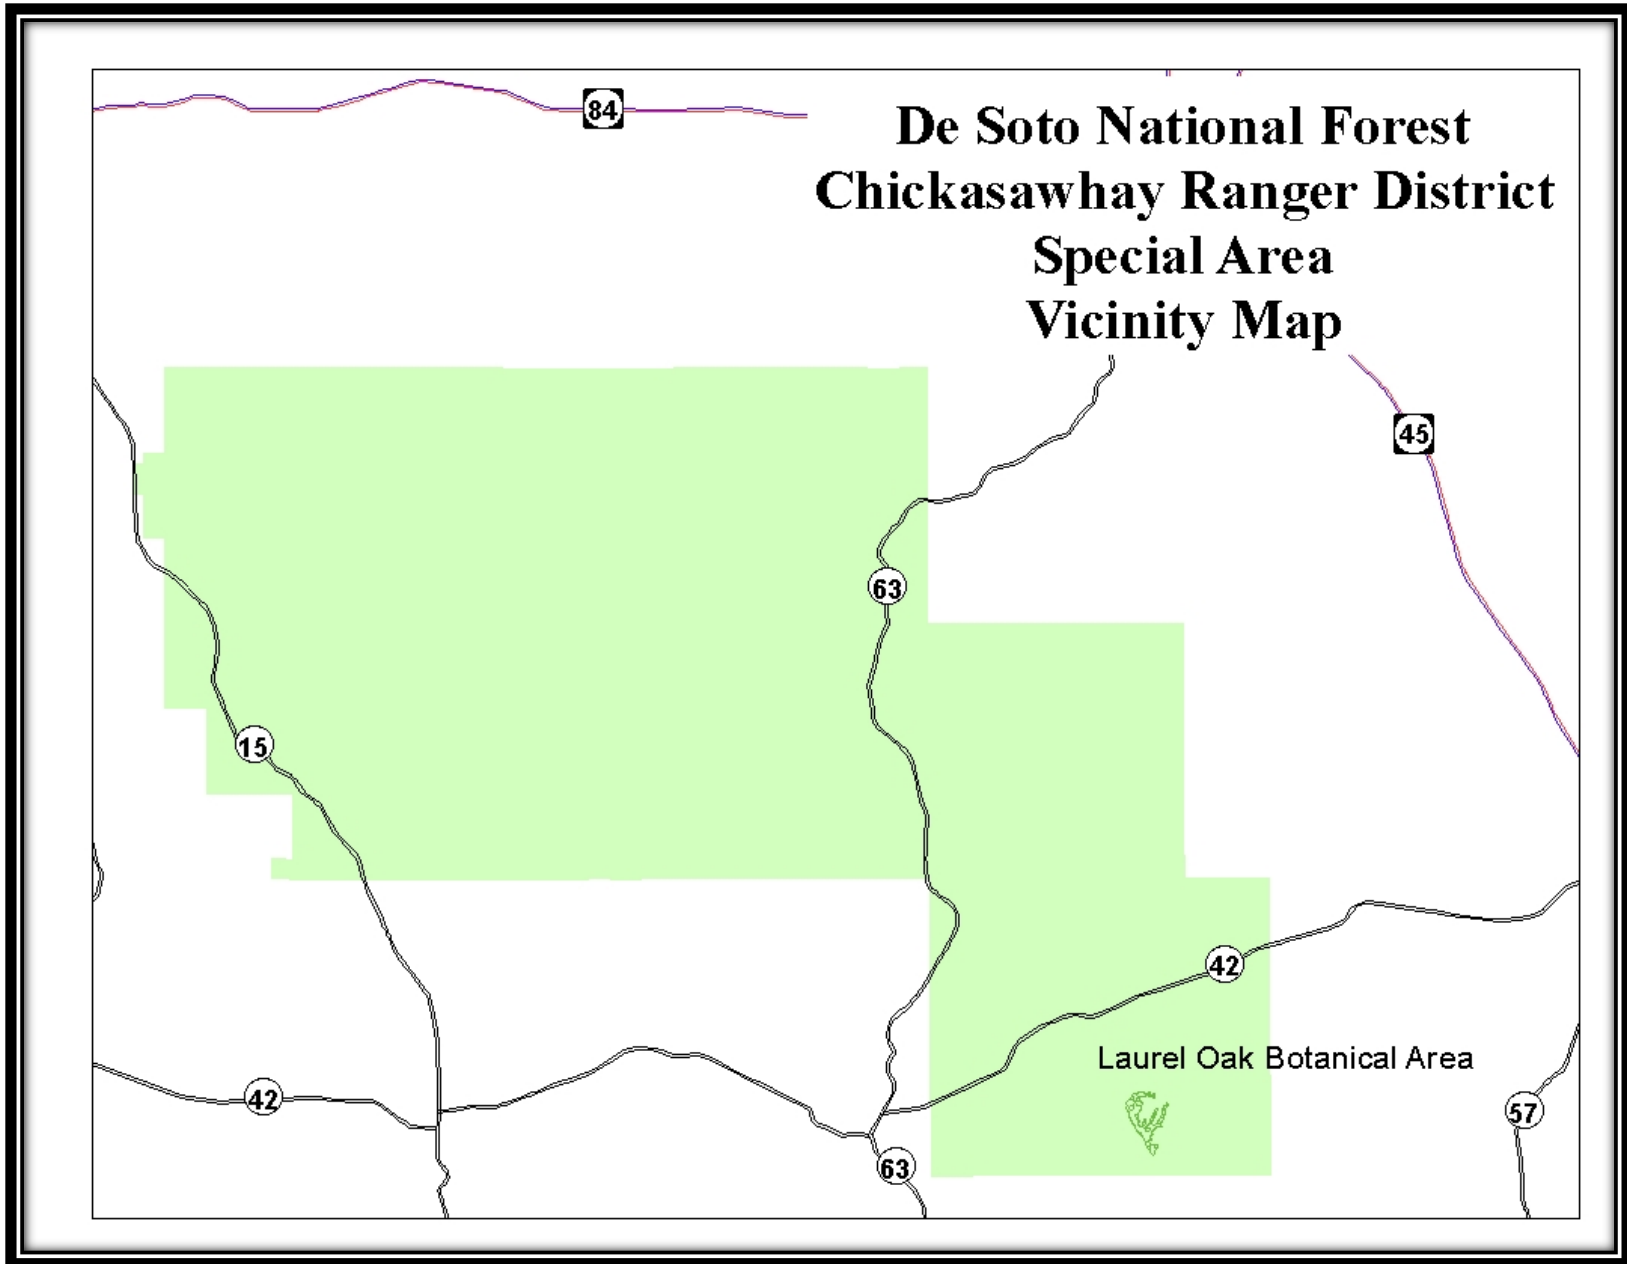 84
De Soto National Forest
Chickasawhay Ranger District
Special Area
Vicinity Map
45
63
15
42
Laurel Oak Botanical Area
42
57
63